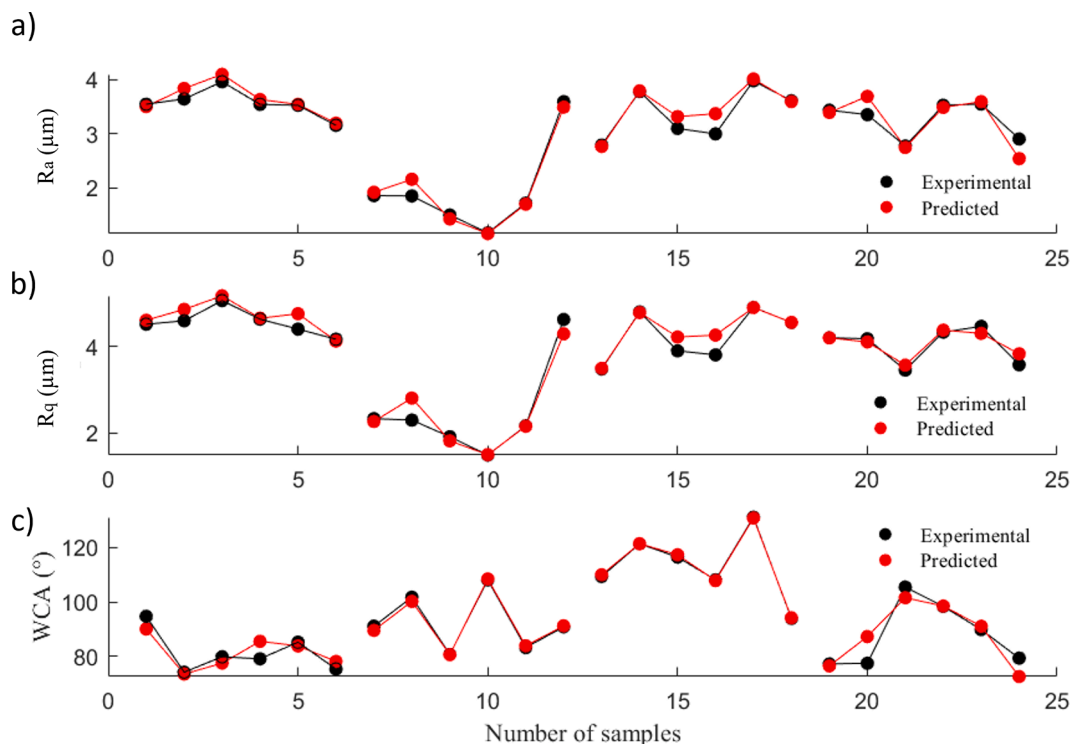 a)
4
3
2
Ra (μm)
Experimental
Predicted
0 5 10 15 20 25
b)
4
2
Rq (μm)
Experimental
Predicted
0 5 10 15 20 25
c)
120
100
80
WCA (°)
Experimental
Predicted
0 5 10 15 20 25
Number of samples